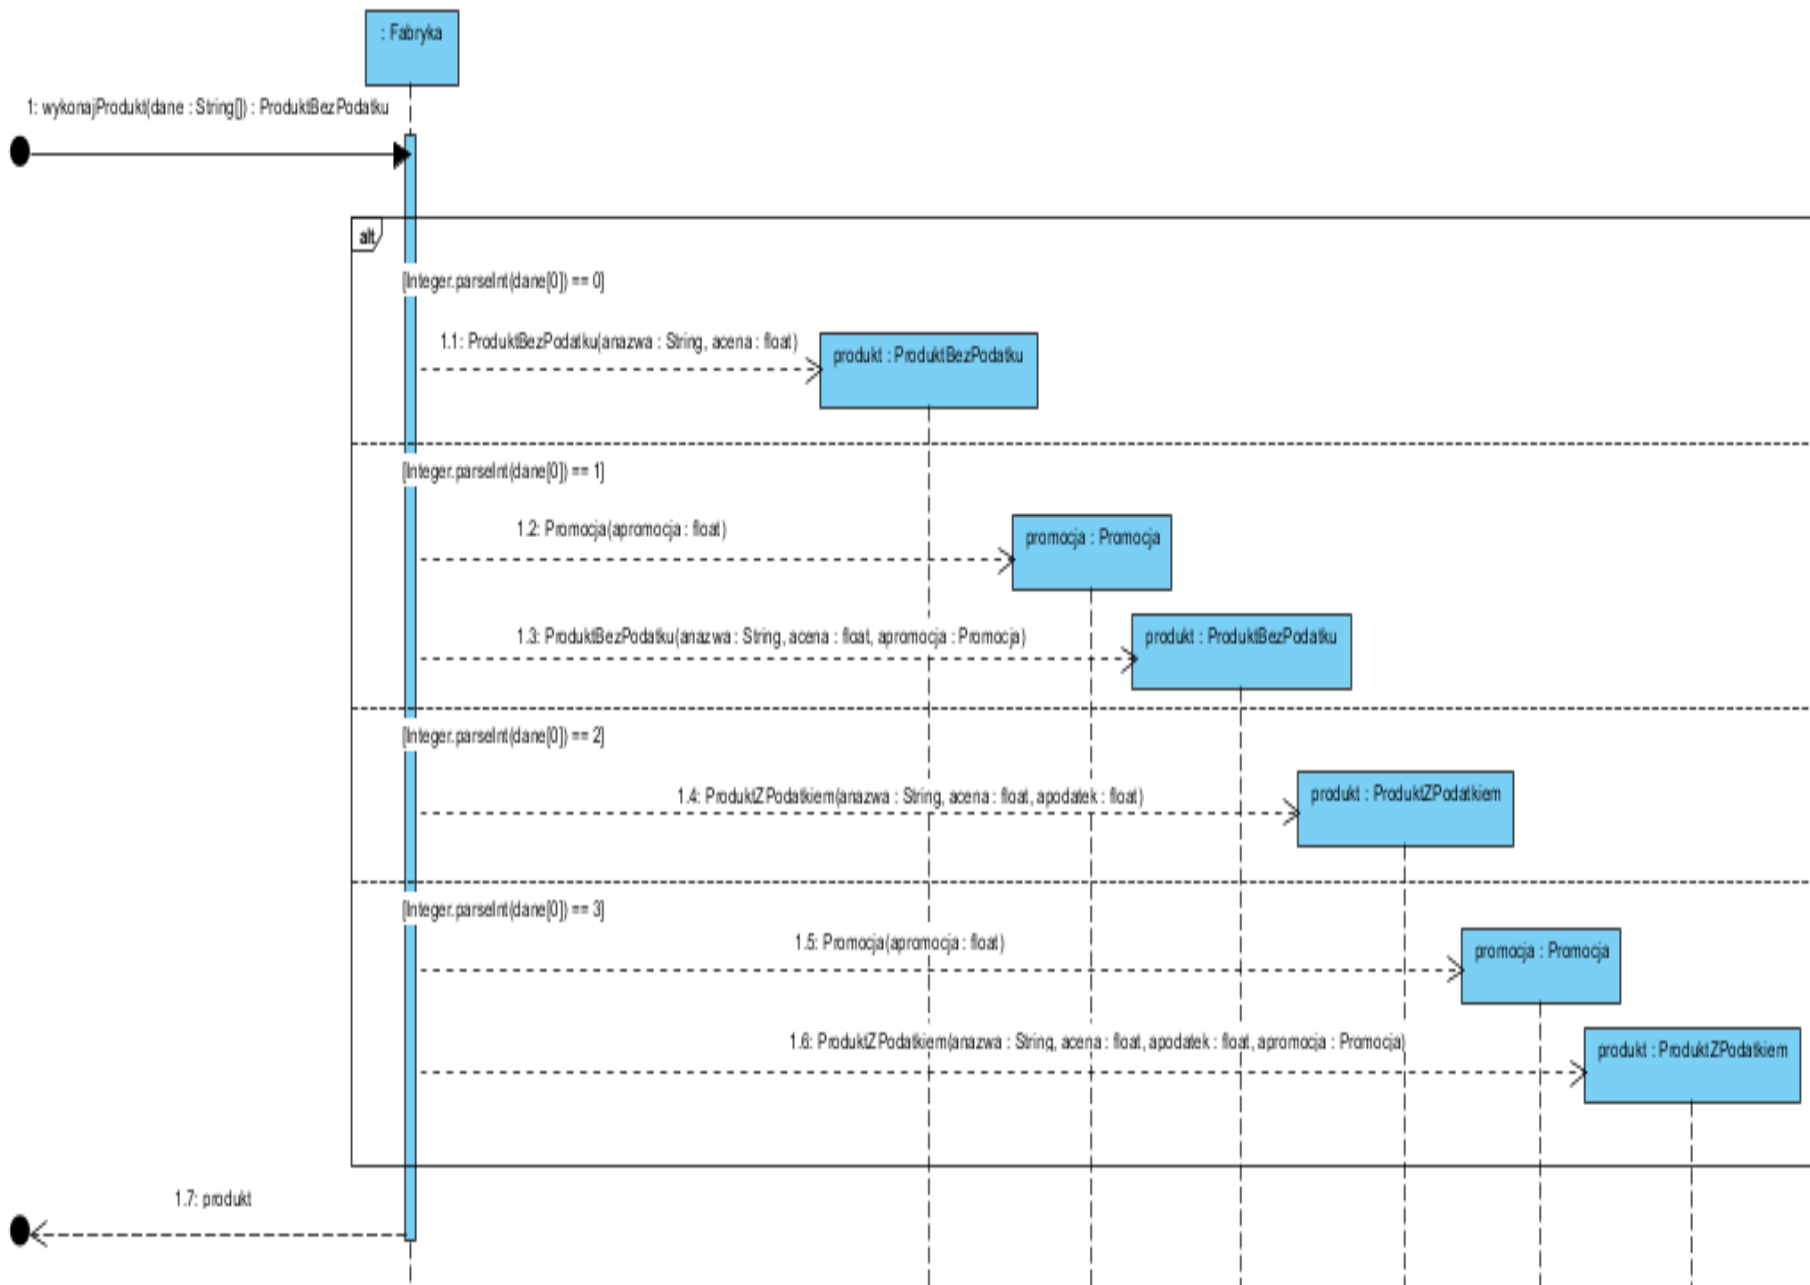 : Fabryka
1: wykonajProdukt(dane : String[]) : ProduktBezPodatku
alt
[Integer.parseInt(dane[0]) == 0]
1.1: ProduktBezPodatku(anazwa : String, acena : float)
produkt : ProduktBezPodatku
[Integer.parseInt(dane[0]) == 1]
1.2: Promocja(apromocja : float)
promocja : Promocja
1.3: ProduktBezPodatku(anazwa : String, acena : float, apromocja : Promocja)
produkt : ProduktBezPodatku
[Integer.parseInt(dane[0]) == 2]
1.4: ProduktZPodatkiem(anazwa : String, acena : float, apodatek : float)
produkt : ProduktZPodatkiem
[Integer.parseInt(dane[0]) == 3]
1.5: Promocja(apromocja : float)
promocja : Promocja
1.6: ProduktZPodatkiem(anazwa : String, acena : float, apodatek : float, apromocja : Promocja)
produkt : ProduktZPodatkiem
1.7: produkt